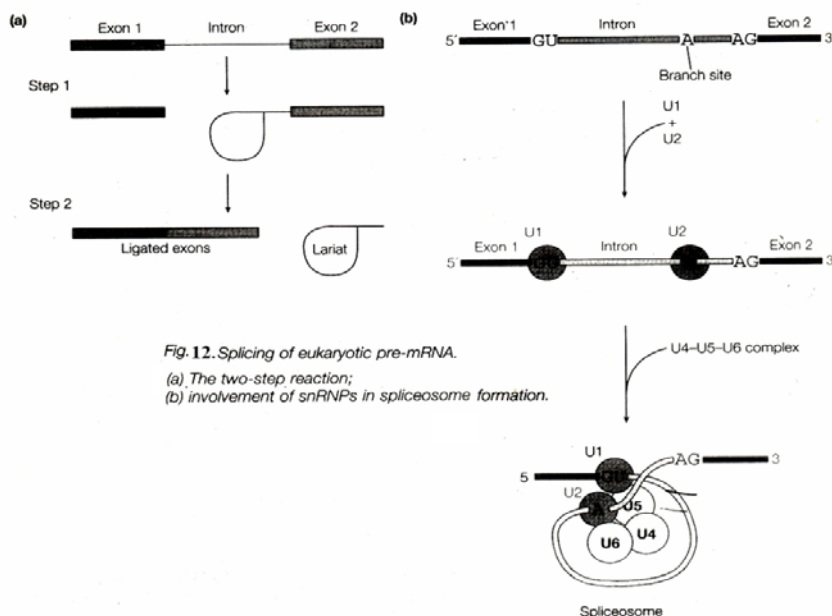 (a)
Exon 1 Intron Exon 2
Step 1
Step 2
Ligated exons
Lariat
Fig. 12. Splicing of eukaryotic pre-mRNA.
(a) The two-step reaction;
(b) involvement of snRNPs in spliceosome formation.
(b)
Exon 1 Intron Exon 2
5´ GU A AG 3´
Branch site
U1
+
U2
U1 U2
Exon 1 Intron Exon 2
5´ GU AG 3´
U4–U5–U6 complex
U1
AG 3
5 GU
U2
A U5
U6 U4
Spliceosome